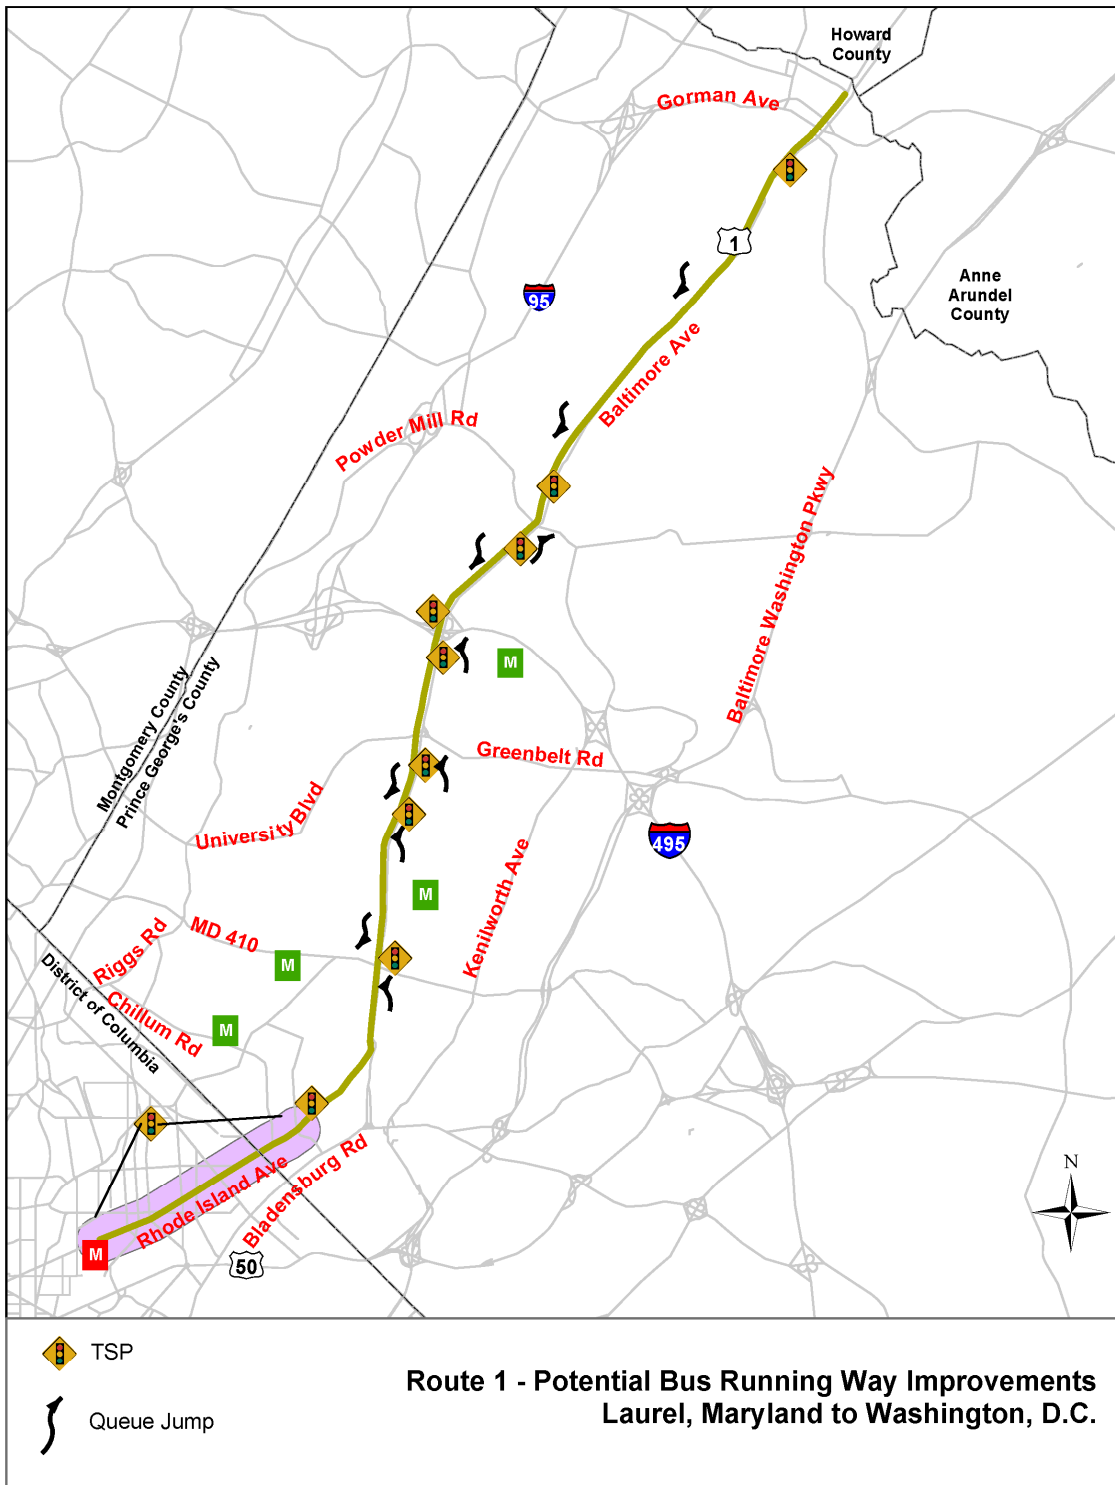 Howard
County
Gorman Ave
1
Anne
Arundel
County
95
Baltimore Ave
Powder Mill Rd
Baltimore Washington Pkwy
M
Montgomery County
Prince George's County
Greenbelt Rd
University Blvd
495
Kenilworth Ave
M
MD 410
Riggs Rd
M
District of Columbia
Chillum Rd
M
Rhode Island Ave
Bladensburg Rd
N
M
50
TSP
Queue Jump
Route 1 - Potential Bus Running Way Improvements
Laurel, Maryland to Washington, D.C.